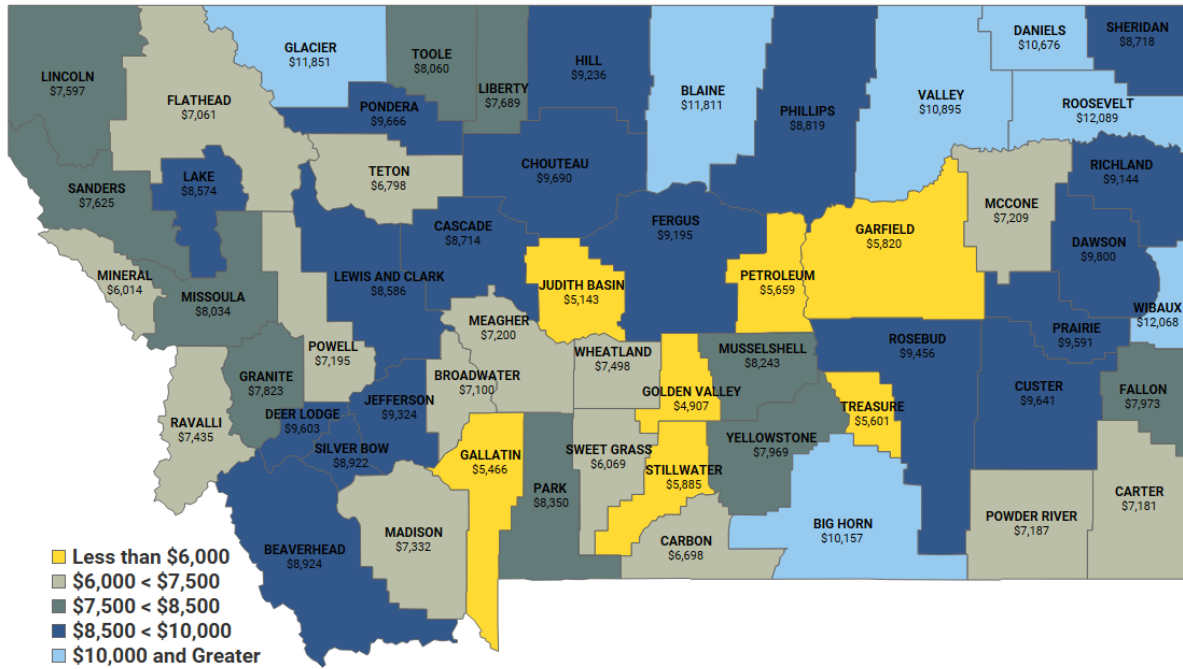 LINCOLN
$7,597
FLATHEAD
$7,061
GLACIER
$11,851
TOOLE
$8,060
LIBERTY
$7,689
HILL
$9,236
BLAINE
$11,811
PHILLIPS
$8,819
VALLEY
$10,895
DANIELS
$10,676
SHERIDAN
$8,718
ROOSEVELT
$12,089
PONDERA
$9,666
TETON
$6,798
CHOUTEAU
$9,690
SANDERS
$7,625
LAKE
$8,574
CASCADE
$8,714
FERGUS
$9,195
GARFIELD
$5,820
MCCONE
$7,209
RICHLAND
$9,144
DAWSON
$9,800
MINERAL
$6,014
MISSOULA
$8,034
LEWIS AND CLARK
$8,586
JUDITH BASIN
$5,143
PETROLEUM
$5,659
WIBAUX
$12,068
POWELL
$7,195
MEAGHER
$7,200
WHEATLAND
$7,498
MUSSELSHELL
$8,243
ROSEBUD
$9,456
PRAIRIE
$9,591
GRANITE
$7,823
BROADWATER
$7,100
GOLDEN VALLEY
$4,907
TREASURE
$5,601
CUSTER
$9,641
FALLON
$7,973
RAVALLI
$7,435
DEER LODGE
$9,603
JEFFERSON
$9,324
SILVER BOW
$8,922
GALLATIN
$5,466
PARK
$8,350
SWEET GRASS
$6,069
STILLWATER
$5,885
YELLOWSTONE
$7,969
BIG HORN
$10,157
POWDER RIVER
$7,187
CARTER
$7,181
BEAVERHEAD
$8,924
MADISON
$7,332
CARBON
$6,698
Less than $6,000
$6,000 < $7,500
$7,500 < $8,500
$8,500 < $10,000
$10,000 and Greater